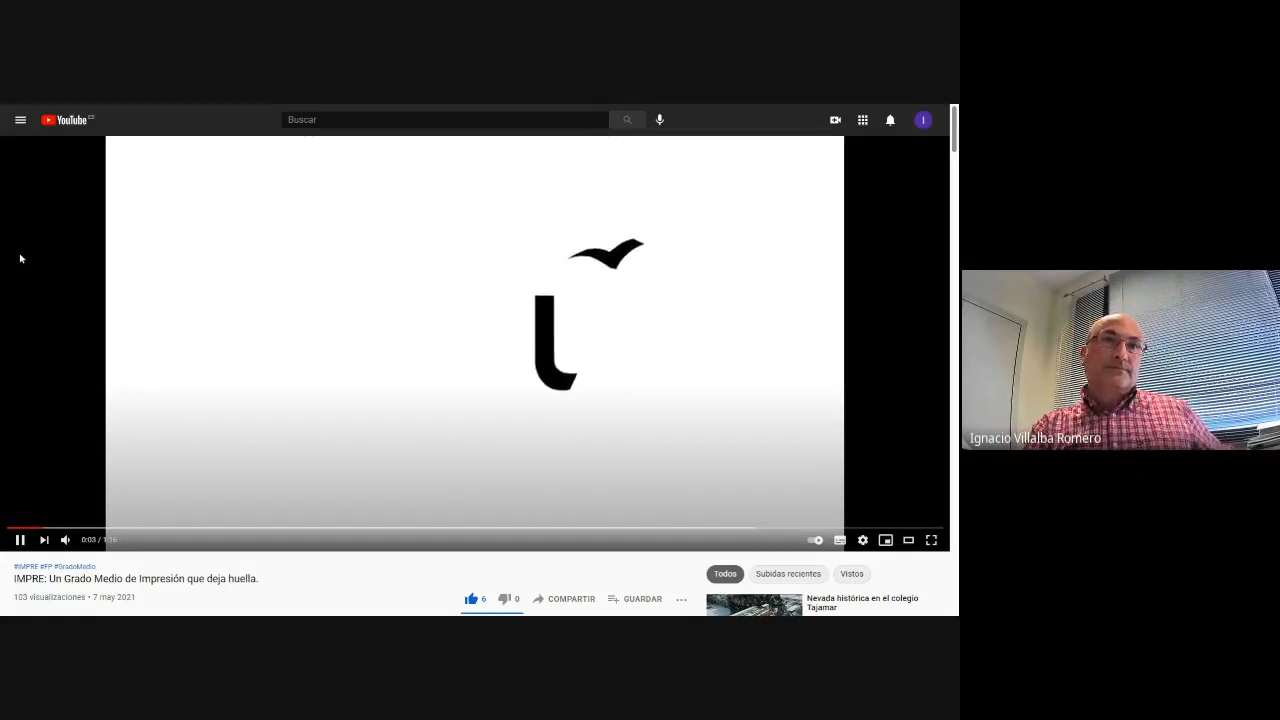 YouTube ES
Buscar
I
0:03 / 1:16
#IMPRE #FP #GradoMedio
IMPRE: Un Grado Medio de Impresión que deja huella.
103 visualizaciones • 7 may 2021
6
0
COMPARTIR
GUARDAR
Todos
Subidas recientes
Vistos
Nevada histórica en el colegio
Tajamar
Ignacio Villalba Romero